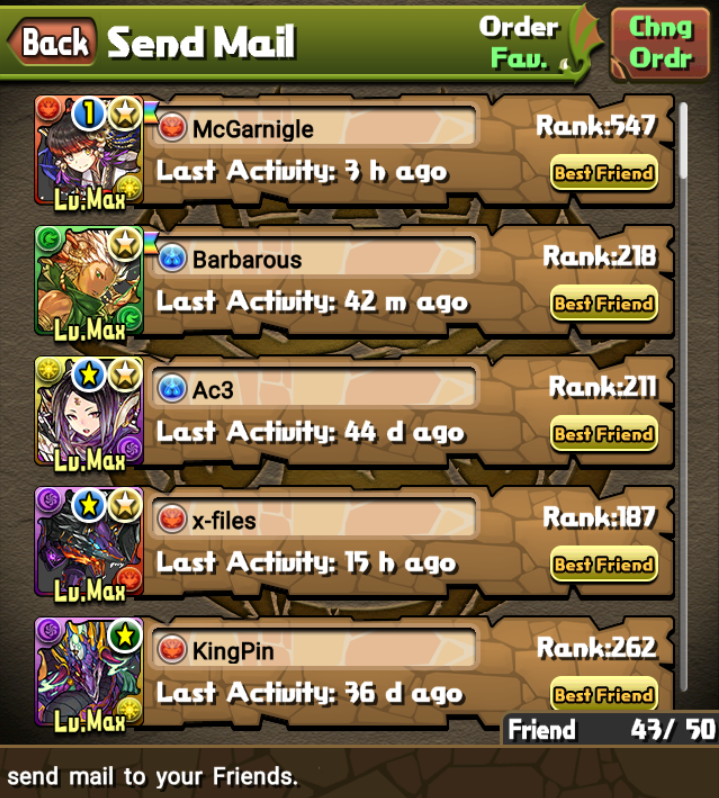 Back
Send Mail
Order
Fav.
Chng
Ordr
1
McGarnigle
Rank:547
Last Activity: 3 h ago
Best Friend
Lv.Max
Barbarous
Rank:218
Last Activity: 42 m ago
Best Friend
Lv.Max
Ac3
Rank:211
Last Activity: 44 d ago
Best Friend
Lv.Max
x-files
Rank:187
Last Activity: 15 h ago
Best Friend
Lv.Max
KingPin
Rank:262
Last Activity: 36 d ago
Best Friend
Lv.Max
Friend 43/ 50
send mail to your Friends.